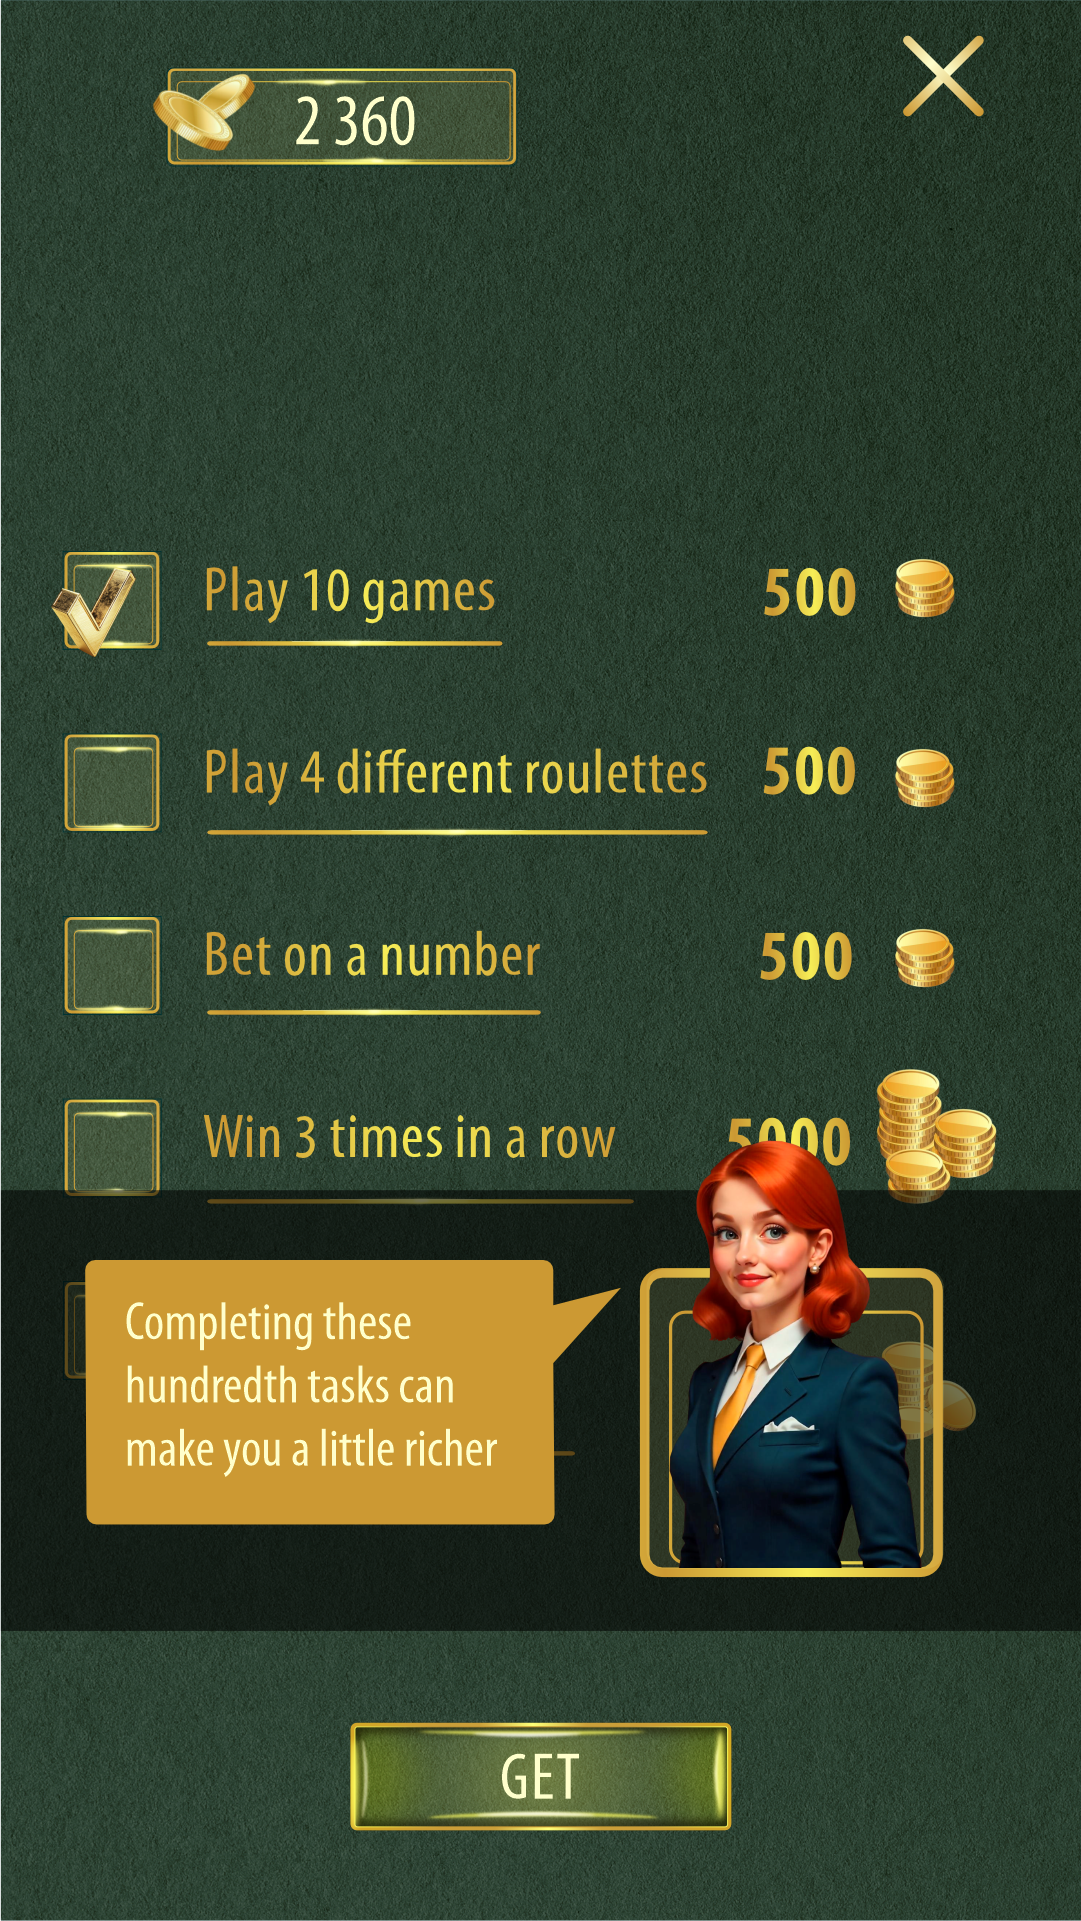 2 360
Play 10 games 500
Play 4 different roulettes 500
Bet on a number 500
Win 3 times in a row 5000
Completing these
hundredth tasks can
make you a little richer
GET